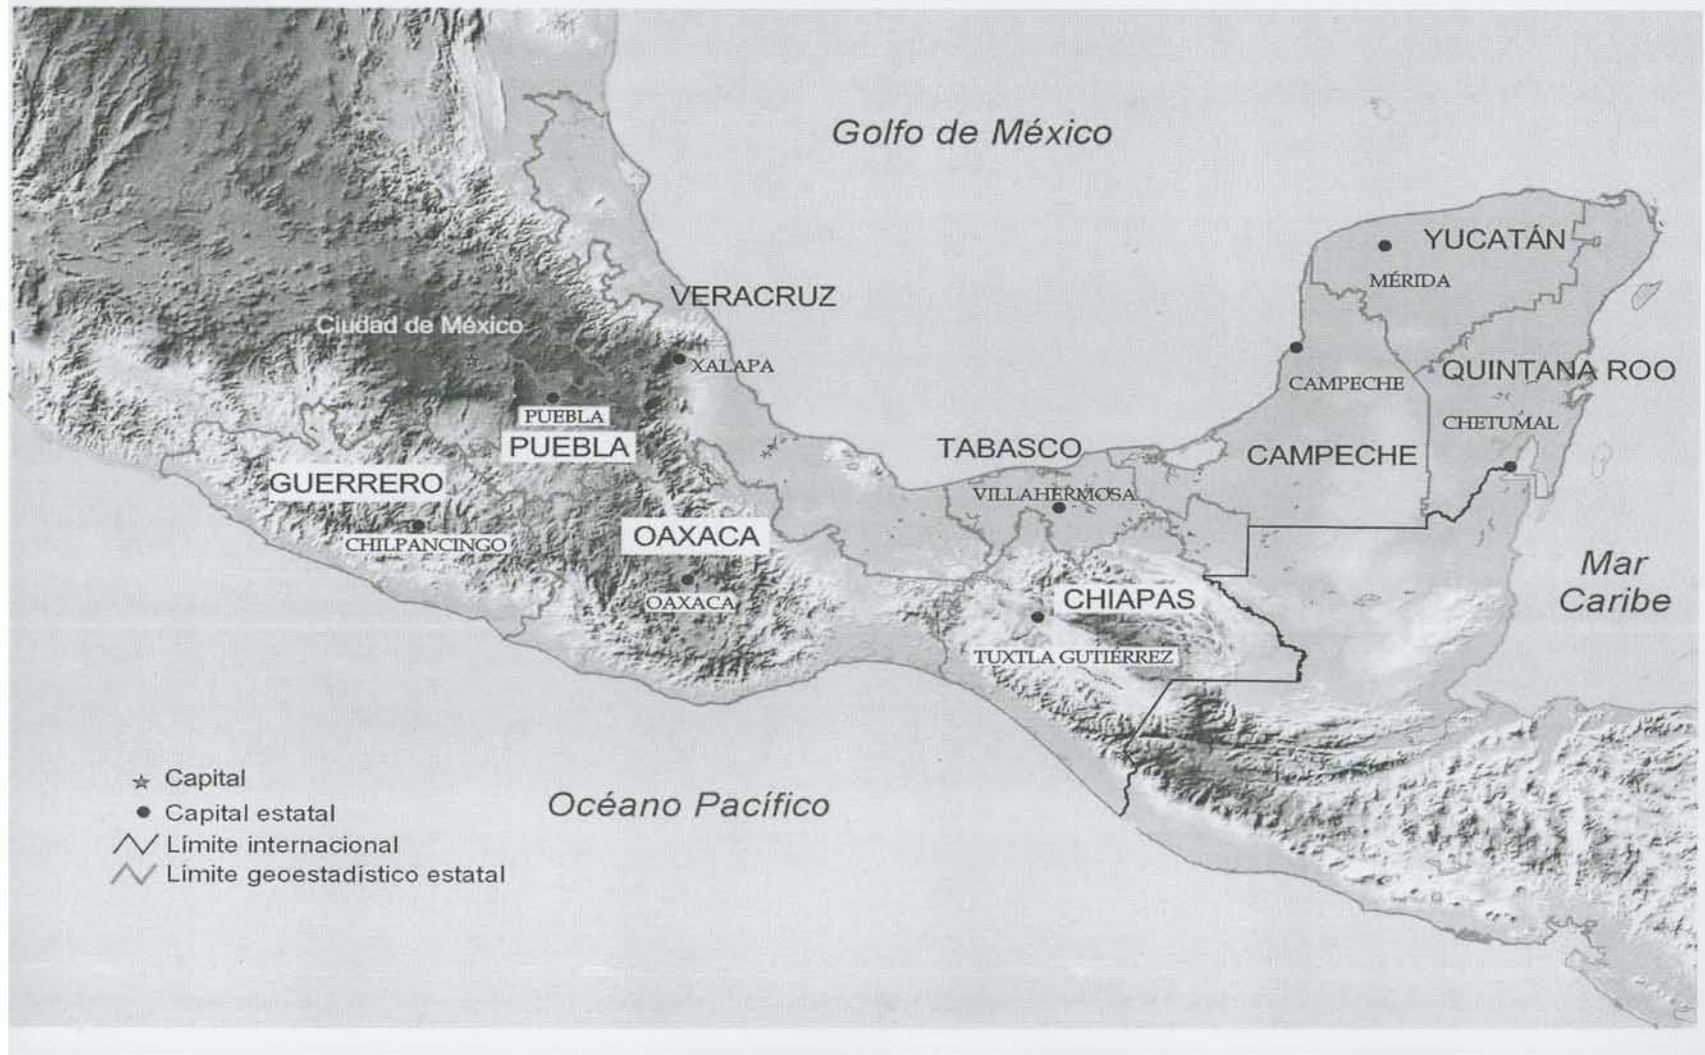 Golfo de México
YUCATÁN
MÉRIDA
VERACRUZ
Ciudad de México
XALAPA
QUINTANA ROO
CAMPECHE
PUEBLA
CHETUMAL
PUEBLA
TABASCO
CAMPECHE
GUERRERO
VILLAHERMOSA
OAXACA
CHILPANCINGO
Mar
Caribe
CHIAPAS
OAXACA
TUXTLA GUTIÉRREZ
Capital
Capital estatal
Océano Pacífico
Límite internacional
Límite geoestadístico estatal